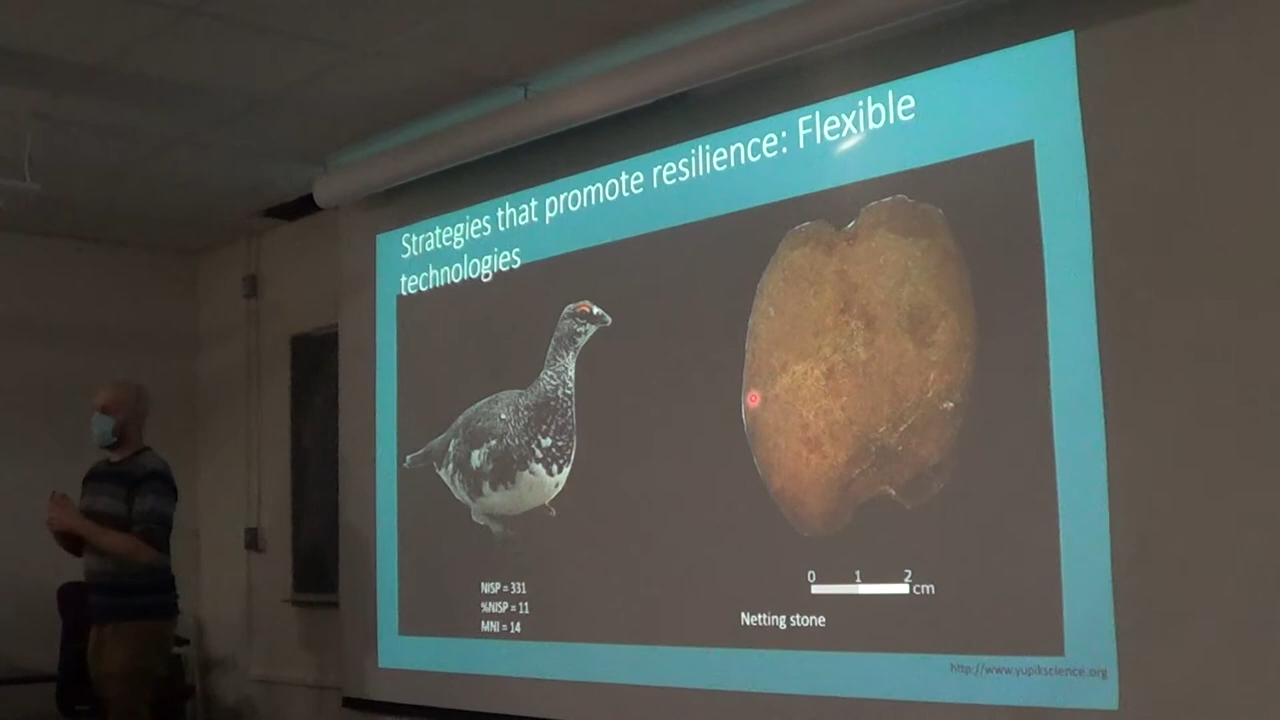 Strategies that promote resilience: Flexible
technologies
NISP = 331
%NISP = 11
MNI = 14
0 1 2
cm
Netting stone
http://www.yupikscience.org